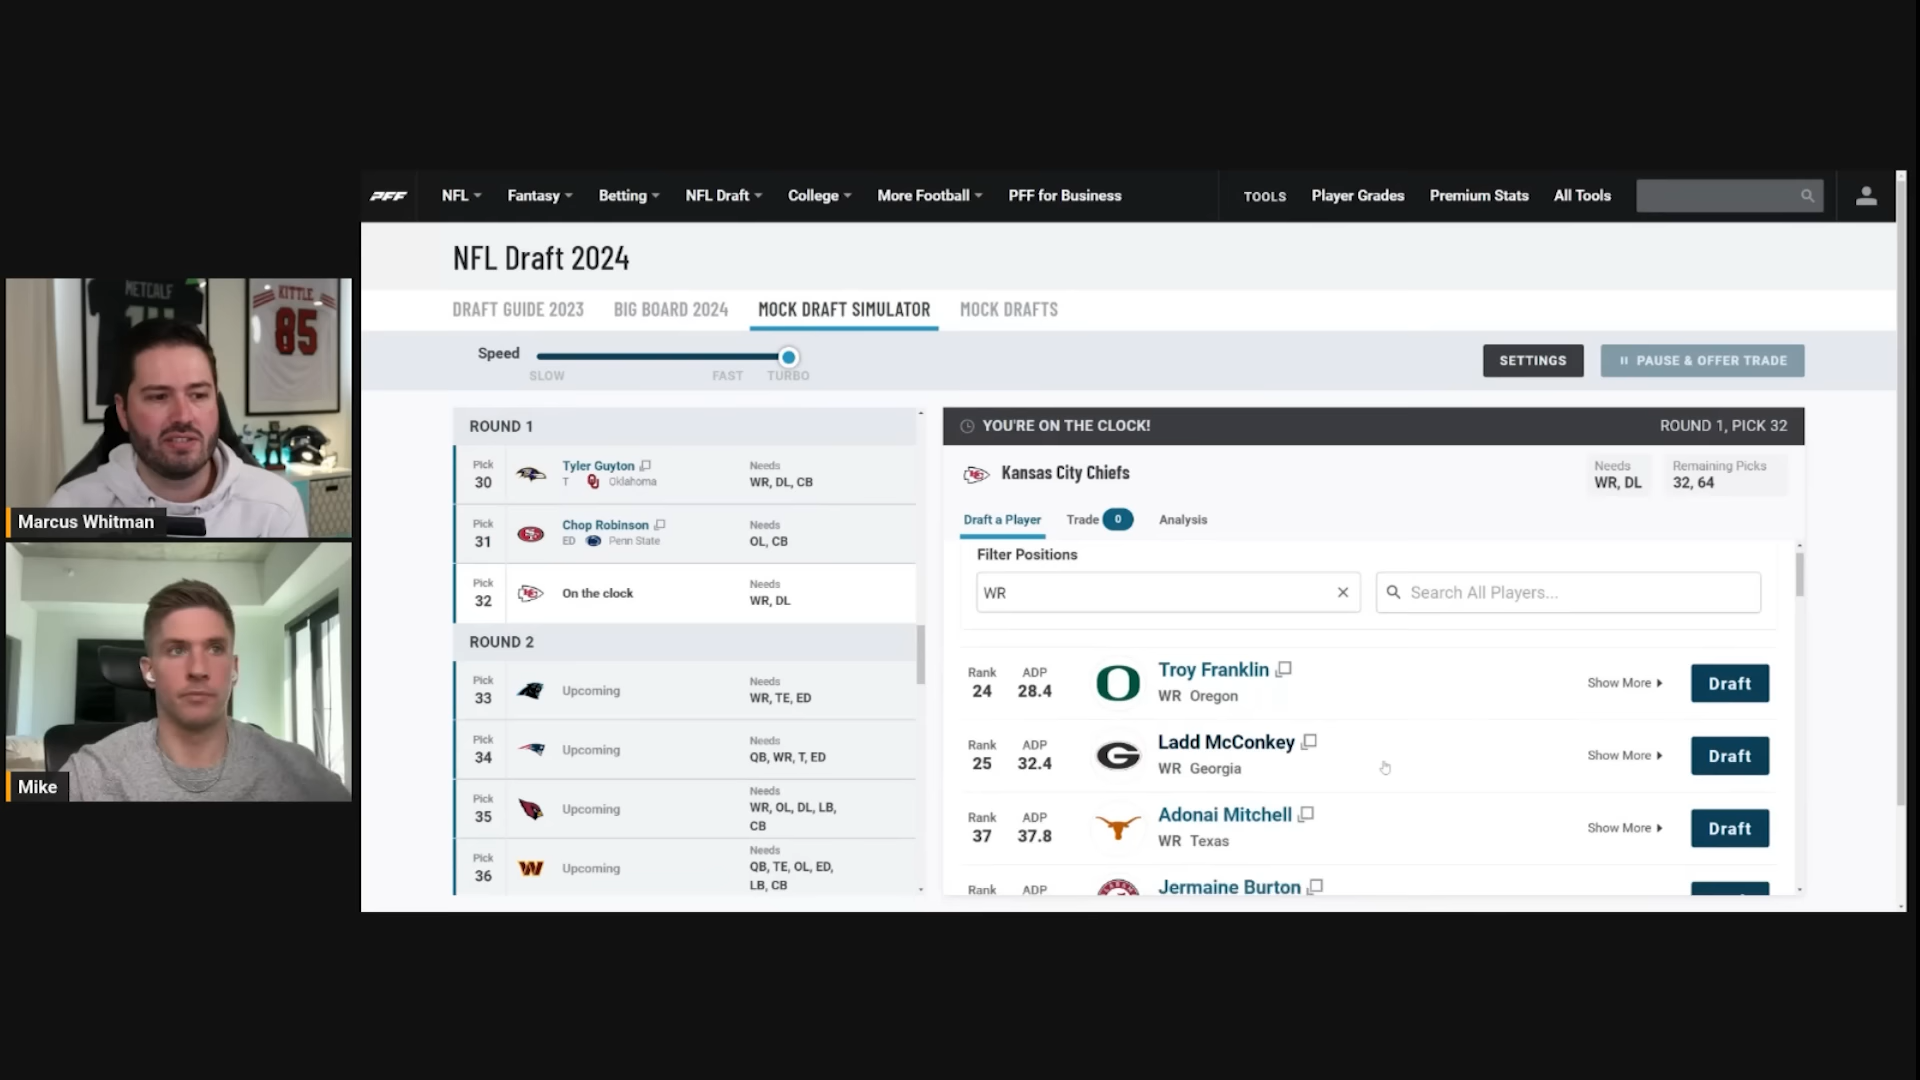 PFF
NFL
Fantasy
Betting
NFL Draft
College
More Football
PFF for Business
TOOLS
Player Grades
Premium Stats
All Tools
NFL Draft 2024
DRAFT GUIDE 2023
BIG BOARD 2024
MOCK DRAFT SIMULATOR
MOCK DRAFTS
Speed
SLOW
FAST
TURBO
SETTINGS
PAUSE & OFFER TRADE
METCALF
KITTLE
85
Marcus Whitman
Mike
ROUND 1
Pick
30
Tyler Guyton
T Oklahoma
Needs
WR, DL, CB
Pick
31
Chop Robinson
ED Penn State
Needs
OL, CB
Pick
32
On the clock
Needs
WR, DL
ROUND 2
Pick
33
Upcoming
Needs
WR, TE, ED
Pick
34
Upcoming
Needs
QB, WR, T, ED
Pick
35
Upcoming
Needs
WR, OL, DL, LB,
CB
Pick
36
Upcoming
Needs
QB, TE, OL, ED,
LB, CB
YOU'RE ON THE CLOCK!
ROUND 1, PICK 32
Kansas City Chiefs
Needs
WR, DL
Remaining Picks
32, 64
Draft a Player
Trade 0
Analysis
Filter Positions
WR
Search All Players...
Rank
24
ADP
28.4
Troy Franklin
WR Oregon
Show More
Draft
Rank
25
ADP
32.4
Ladd McConkey
WR Georgia
Show More
Draft
Rank
37
ADP
37.8
Adonai Mitchell
WR Texas
Show More
Draft
Rank
ADP
Jermaine Burton